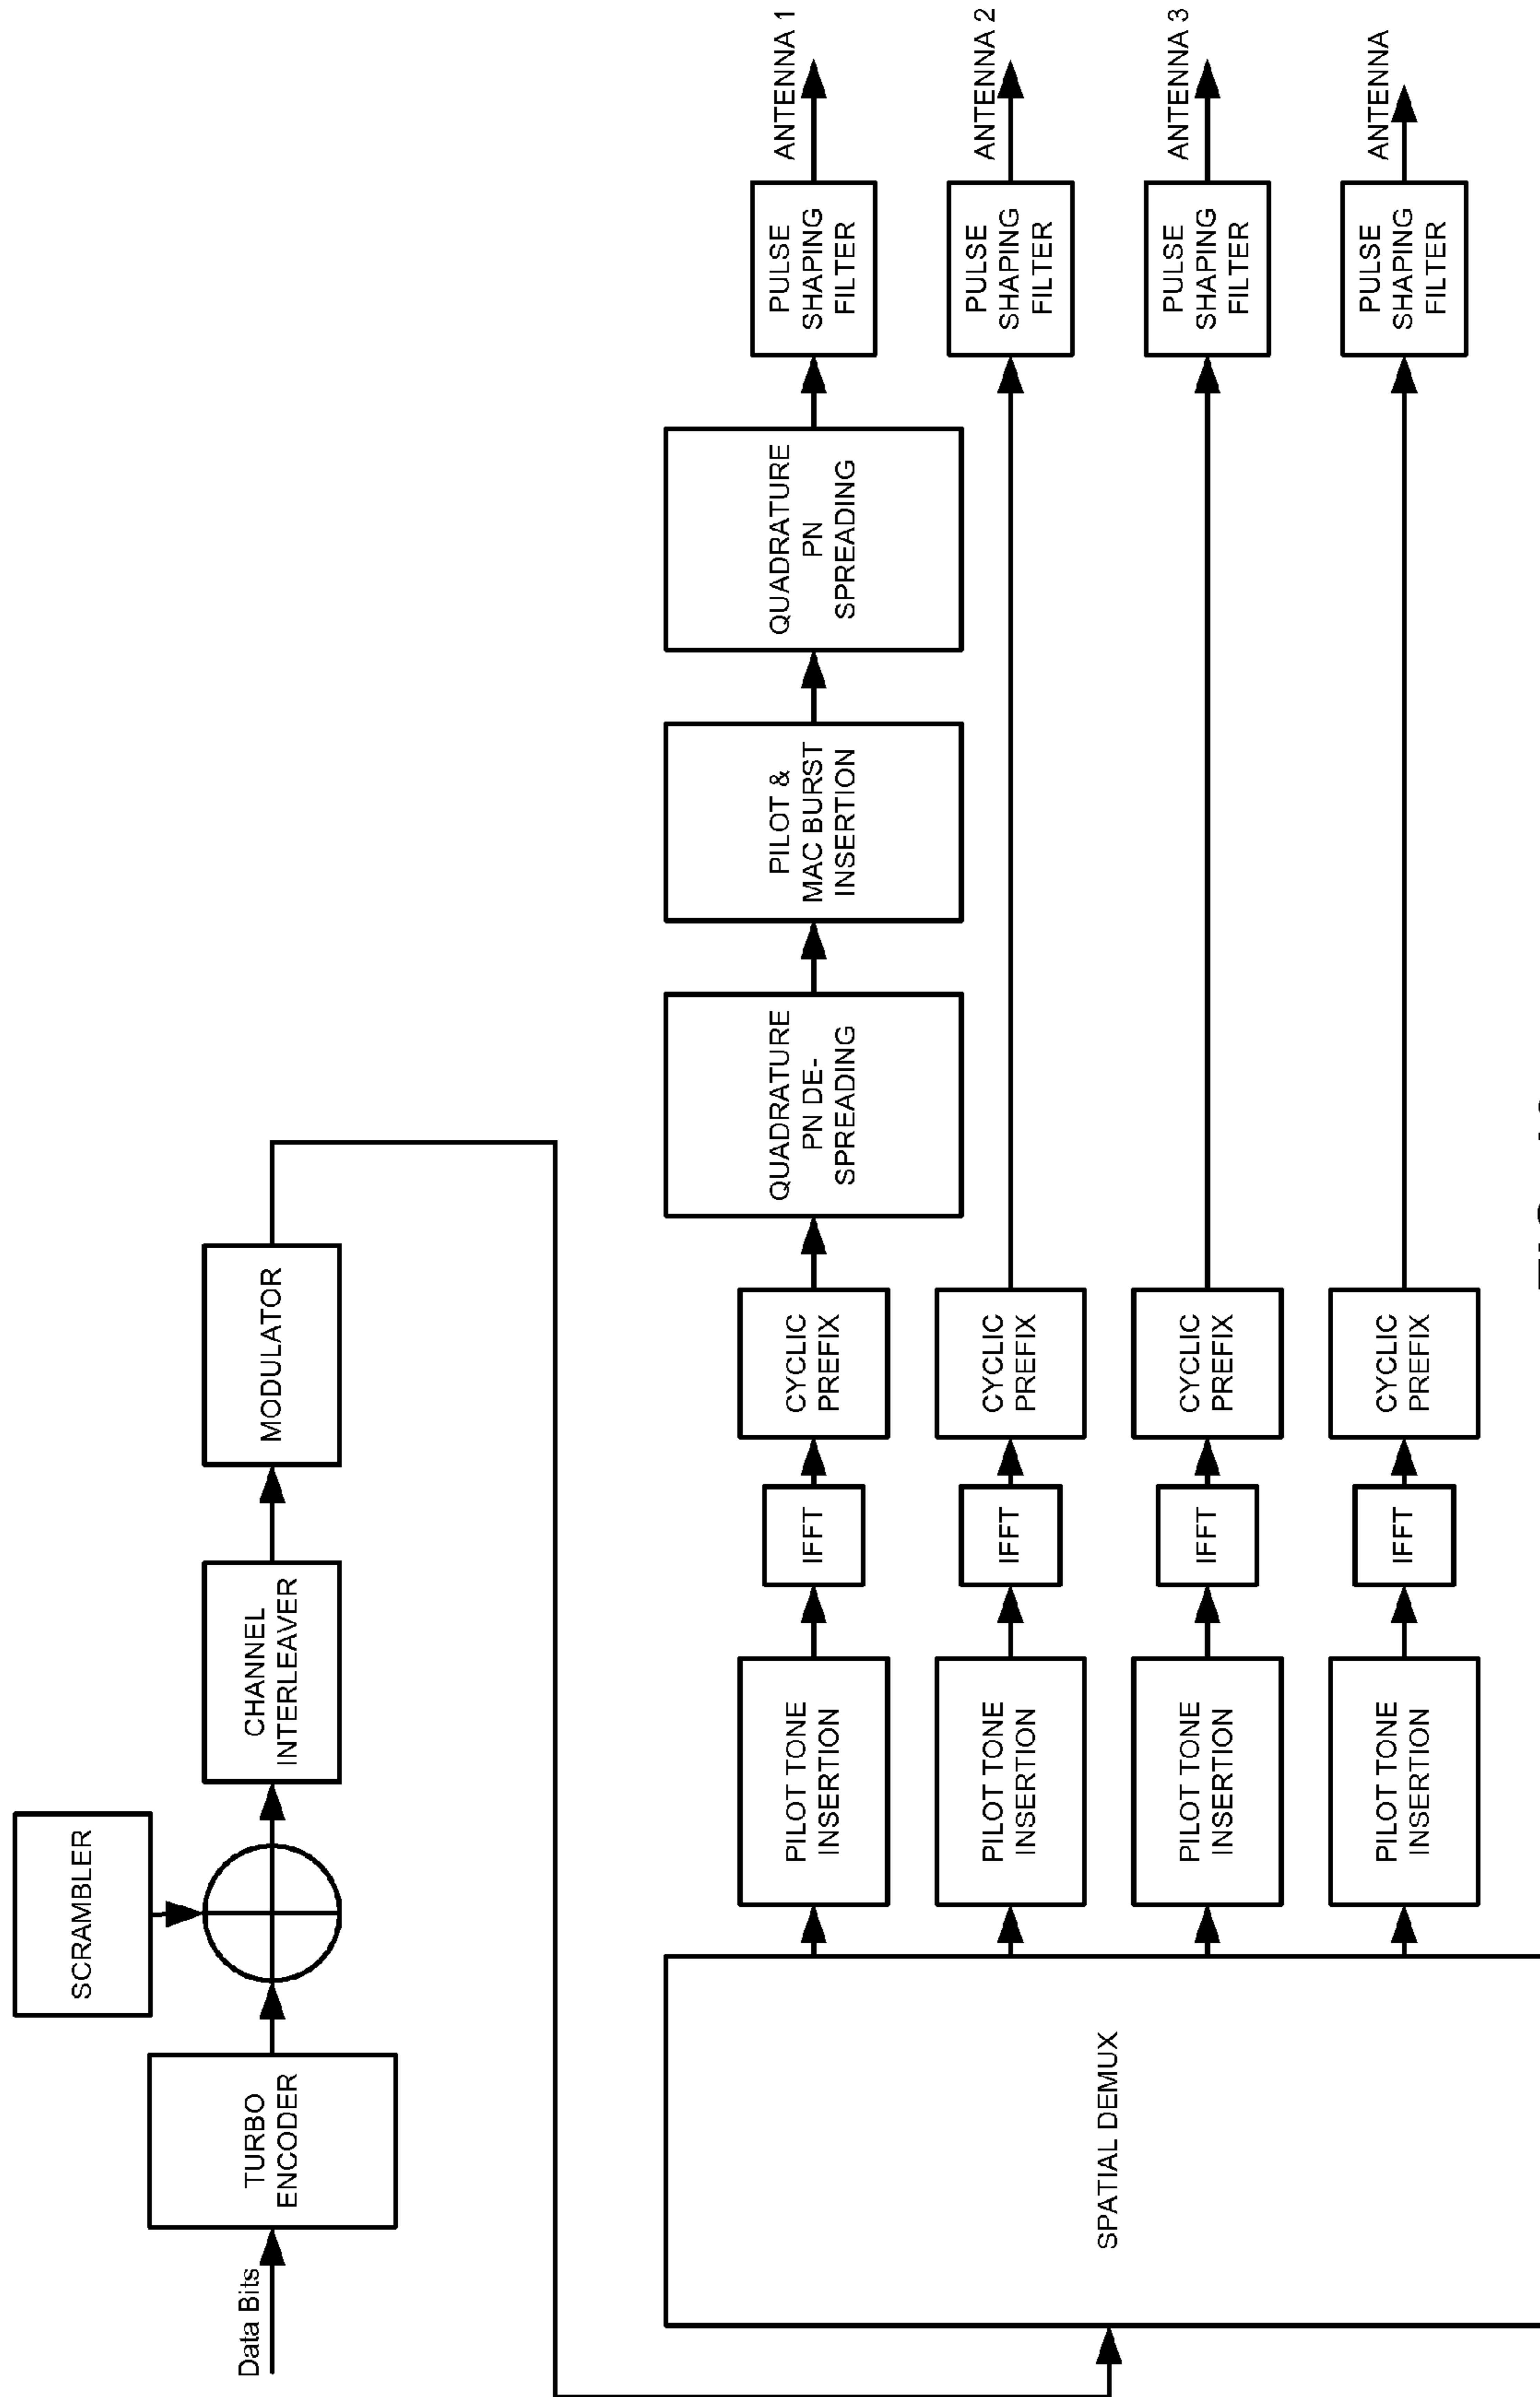 Data Bits
TURBO
ENCODER
SCRAMBLER
CHANNEL
INTERLEAVER
MODULATOR
SPATIAL DEMUX
PILOT TONE
INSERTION
IFFT
CYCLIC
PREFIX
QUADRATURE
PN DE-
SPREADING
PILOT &
MAC BURST
INSERTION
QUADRATURE
PN
SPREADING
PULSE
SHAPING
FILTER
ANTENNA 1
PILOT TONE
INSERTION
IFFT
CYCLIC
PREFIX
PULSE
SHAPING
FILTER
ANTENNA 2
PILOT TONE
INSERTION
IFFT
CYCLIC
PREFIX
PULSE
SHAPING
FILTER
ANTENNA 3
PILOT TONE
INSERTION
IFFT
CYCLIC
PREFIX
PULSE
SHAPING
FILTER
ANTENNA